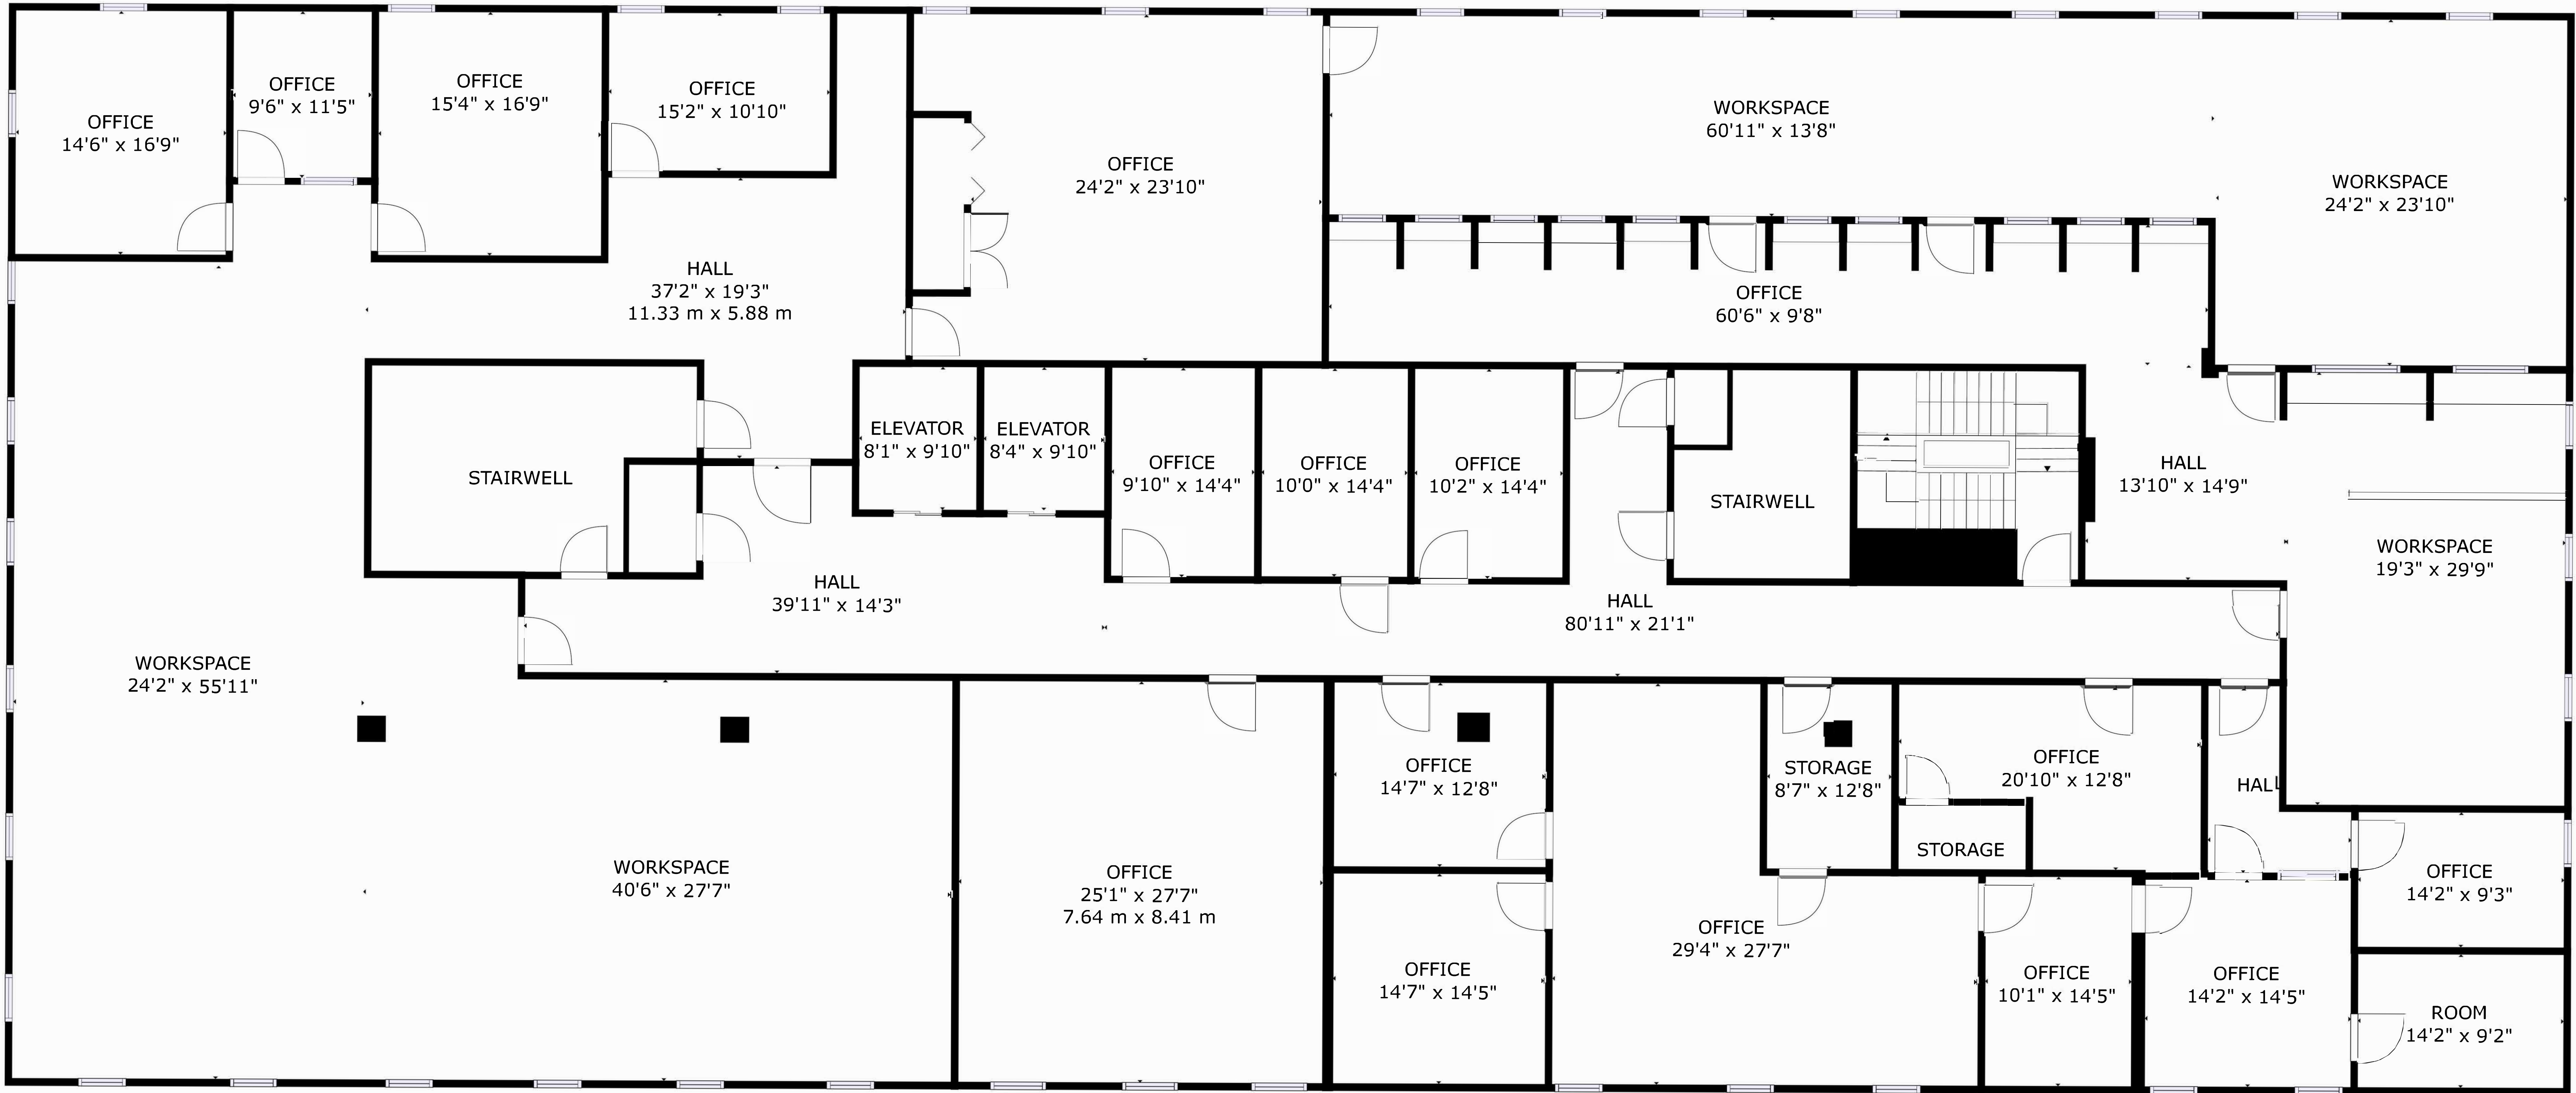 OFFICE
14'6" x 16'9"
OFFICE
9'6" x 11'5"
OFFICE
15'4" x 16'9"
OFFICE
15'2" x 10'10"
HALL
37'2" x 19'3"
11.33 m x 5.88 m
OFFICE
24'2" x 23'10"
WORKSPACE
60'11" x 13'8"
WORKSPACE
24'2" x 23'10"
OFFICE
60'6" x 9'8"
STAIRWELL
ELEVATOR
8'1" x 9'10"
ELEVATOR
8'4" x 9'10"
OFFICE
9'10" x 14'4"
OFFICE
10'0" x 14'4"
OFFICE
10'2" x 14'4"
STAIRWELL
HALL
13'10" x 14'9"
WORKSPACE
19'3" x 29'9"
HALL
39'11" x 14'3"
HALL
80'11" x 21'1"
WORKSPACE
24'2" x 55'11"
WORKSPACE
40'6" x 27'7"
OFFICE
25'1" x 27'7"
7.64 m x 8.41 m
OFFICE
14'7" x 12'8"
OFFICE
14'7" x 14'5"
STORAGE
8'7" x 12'8"
OFFICE
20'10" x 12'8"
STORAGE
HALL
OFFICE
29'4" x 27'7"
OFFICE
10'1" x 14'5"
OFFICE
14'2" x 14'5"
OFFICE
14'2" x 9'3"
ROOM
14'2" x 9'2"